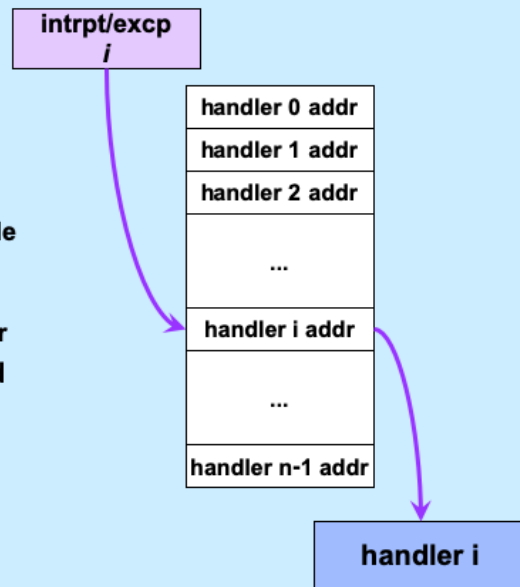 intrpt/excp
i
handler 0 addr
handler 1 addr
handler 2 addr
...
handler i addr
...
handler n-1 addr
handler i